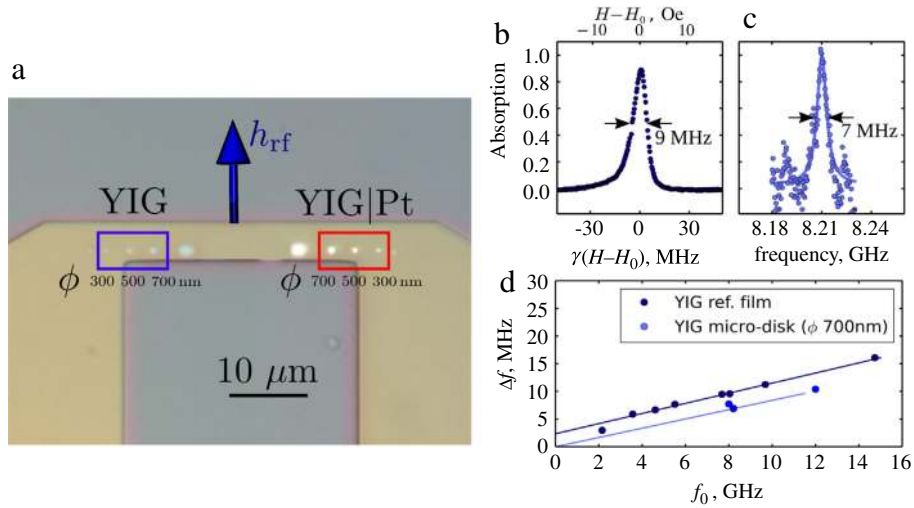 a
h_rf
YIG
YIG|Pt
ϕ 300 500 700 nm
ϕ 700 500 300 nm
10 μm
b
H−H₀, Oe
−10 0 10
Absorption
1.0
0.8
0.6
0.4
0.2
0.0
9 MHz
-30 0 30
γ(H−H₀), MHz
c
7 MHz
8.18 8.21 8.24
frequency, GHz
d
Δf, MHz
30
25
20
15
10
5
0
YIG ref. film
YIG micro-disk (ϕ 700nm)
0 2 4 6 8 10 12 14 16
f₀, GHz